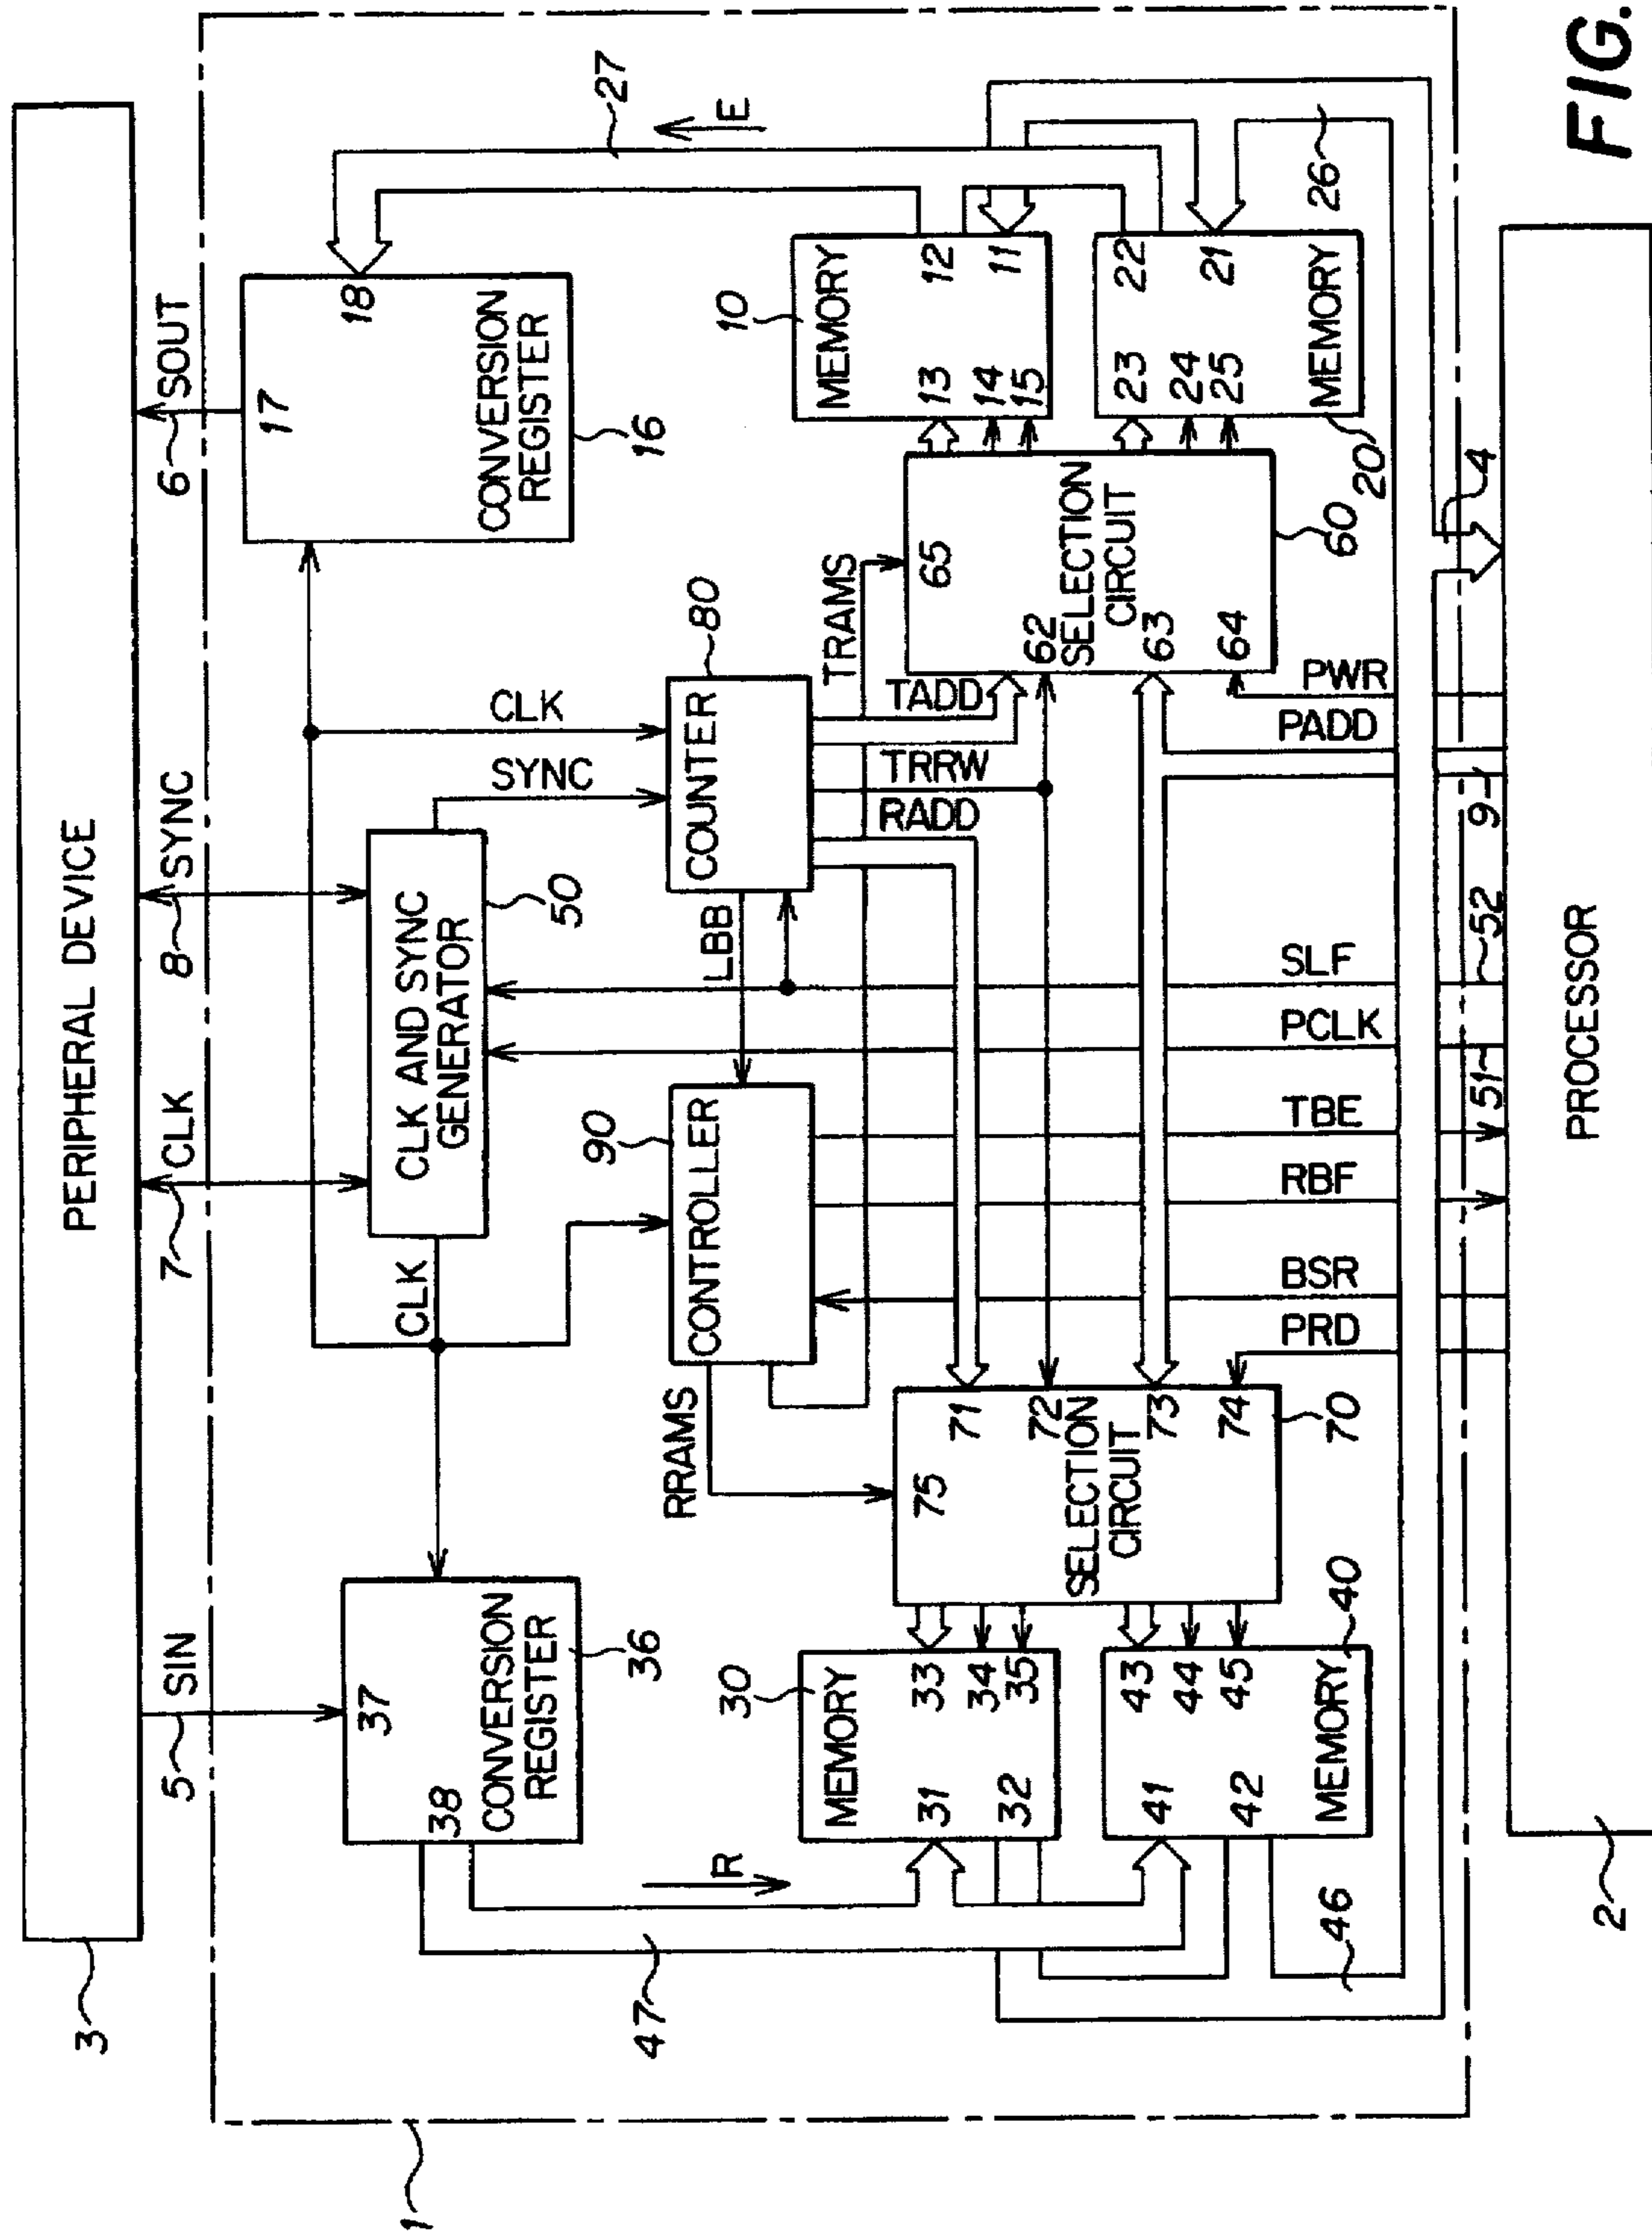 3
PERIPHERAL DEVICE
5
SIN
7
CLK
8
SYNC
6
SOUT
1
37
38
CONVERSION
REGISTER
36
CLK
CLK AND SYNC
GENERATOR
50
SYNC
CLK
17
18
CONVERSION
REGISTER
16
27
E
47
R
RRAMS
90
CONTROLLER
LBB
COUNTER
80
TRAMS
TADD
TRRW
RADD
30
MEMORY
31
32
33
34
35
41
42
43
44
45
MEMORY
40
75
71
72
SELECTION
CIRCUIT
73
74
70
65
62
SELECTION
CIRCUIT
63
64
60
10
MEMORY
13
14
15
12
11
23
24
25
22
21
MEMORY
20
46
PRD
BSR
RBF
TBE
PCLK
SLF
PADD
PWR
26
51
52
9
4
2
PROCESSOR
FIG.